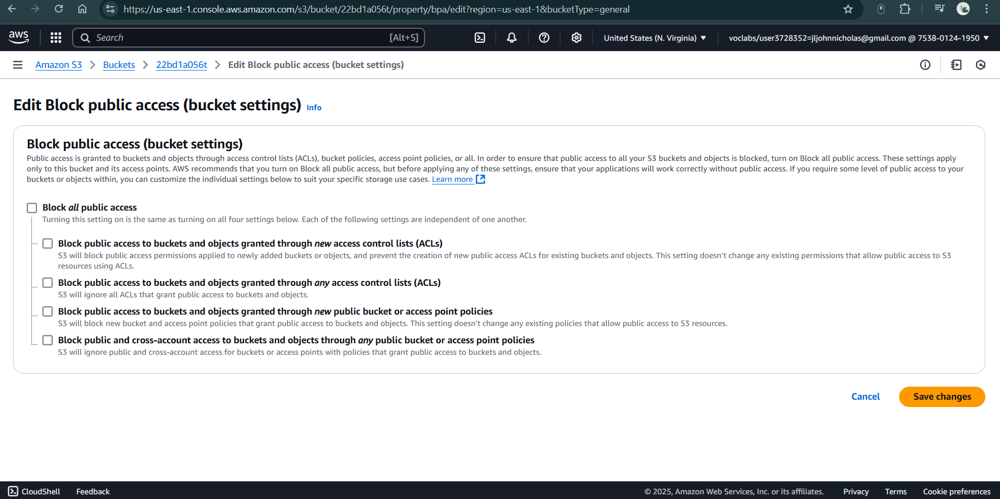 https://us-east-1.console.aws.amazon.com/s3/bucket/22bd1a056t/property/bpa/edit?region=us-east-1&bucketType=general
aws
Search
[Alt+S]
United States (N. Virginia)
voclabs/user3728352=jljohnnicholas@gmail.com @ 7538-0124-1950
Amazon S3
Buckets
22bd1a056t
Edit Block public access (bucket settings)
Edit Block public access (bucket settings) Info
Block public access (bucket settings)
Public access is granted to buckets and objects through access control lists (ACLs), bucket policies, access point policies, or all. In order to ensure that public access to all your S3 buckets and objects is blocked, turn on Block all public access. These settings apply
only to this bucket and its access points. AWS recommends that you turn on Block all public access, but before applying any of these settings, ensure that your applications will work correctly without public access. If you require some level of public access to your
buckets or objects within, you can customize the individual settings below to suit your specific storage use cases. Learn more
Block all public access
Turning this setting on is the same as turning on all four settings below. Each of the following settings are independent of one another.
Block public access to buckets and objects granted through new access control lists (ACLs)
S3 will block public access permissions applied to newly added buckets or objects, and prevent the creation of new public access ACLs for existing buckets and objects. This setting doesn’t change any existing permissions that allow public access to S3
resources using ACLs.
Block public access to buckets and objects granted through any access control lists (ACLs)
S3 will ignore all ACLs that grant public access to buckets and objects.
Block public access to buckets and objects granted through new public bucket or access point policies
S3 will block new bucket and access point policies that grant public access to buckets and objects. This setting doesn't change any existing policies that allow public access to S3 resources.
Block public and cross-account access to buckets and objects through any public bucket or access point policies
S3 will ignore public and cross-account access for buckets or access points with policies that grant public access to buckets and objects.
Cancel
Save changes
CloudShell
Feedback
© 2025, Amazon Web Services, Inc. or its affiliates.
Privacy
Terms
Cookie preferences